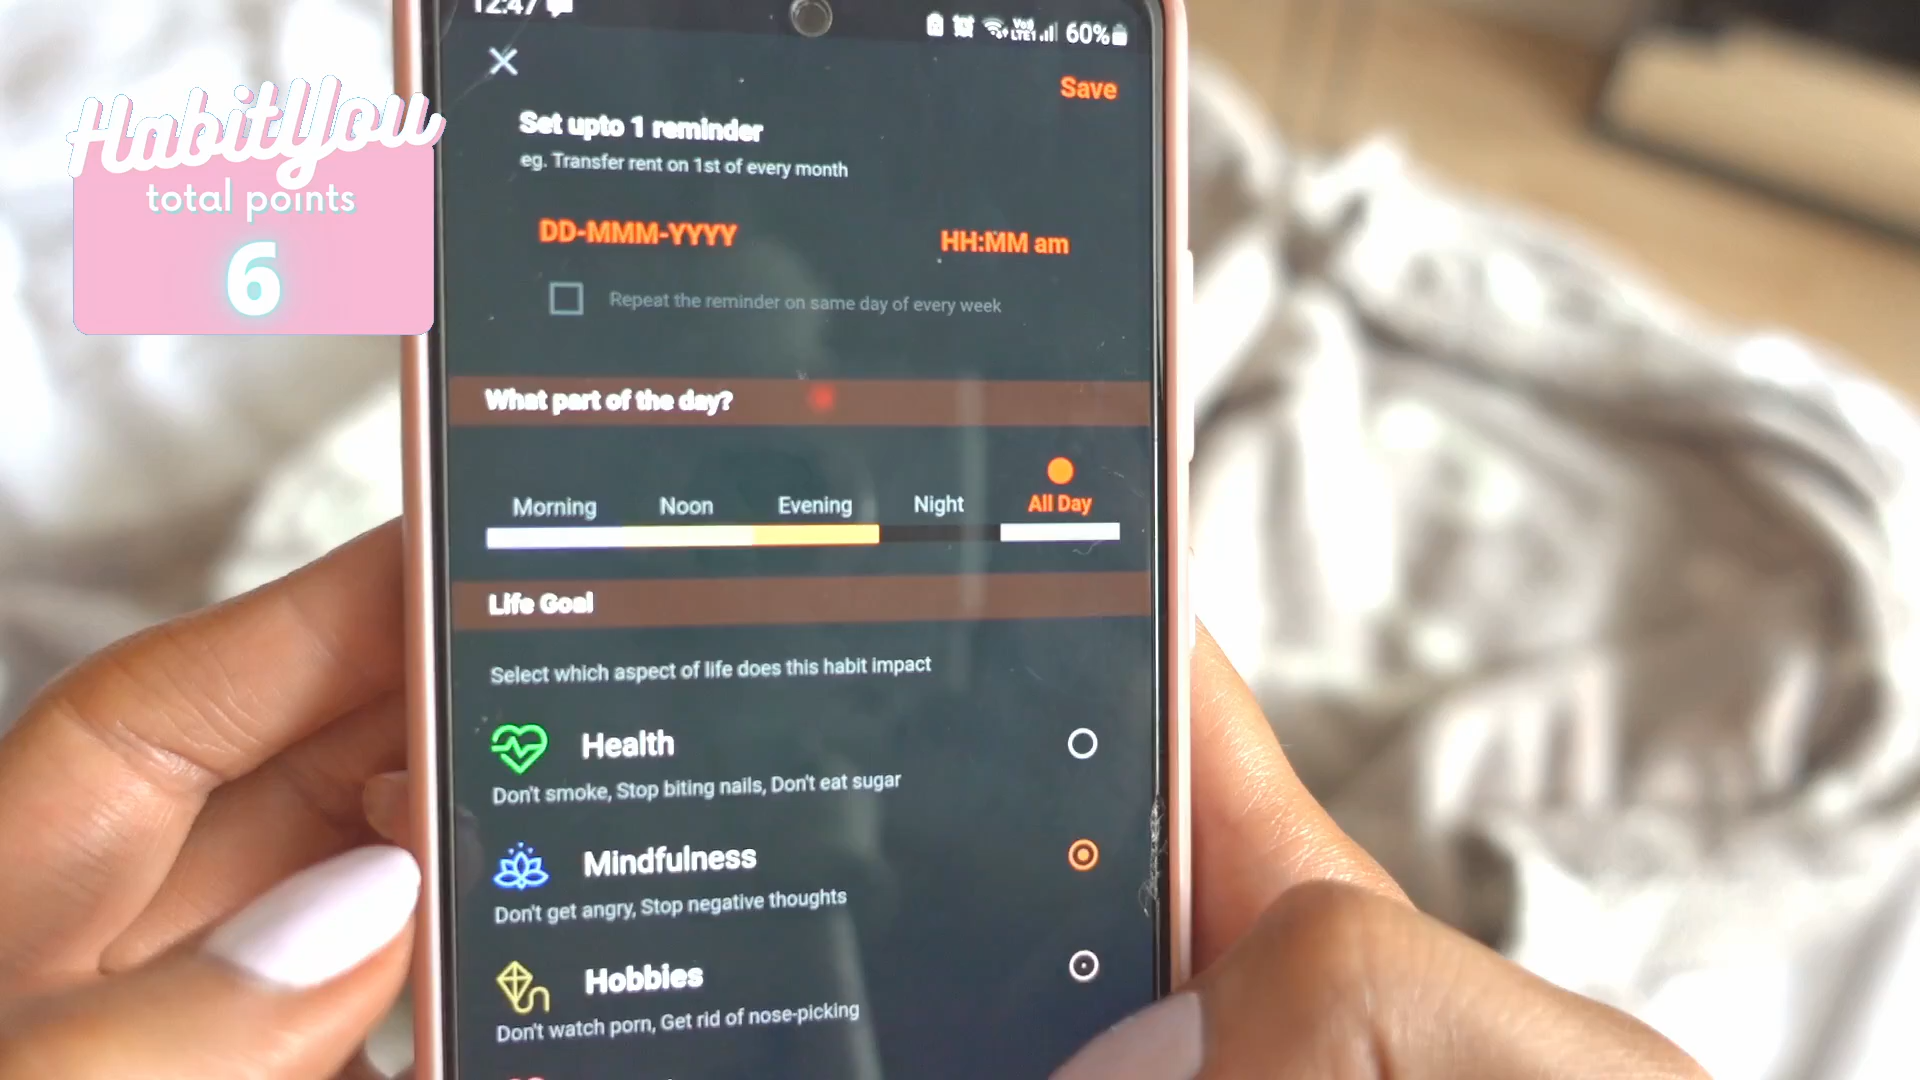 HabitYou
total points
6
12:47
VoLTE1 60%
Save
Set upto 1 reminder
eg. Transfer rent on 1st of every month
DD-MMM-YYYY HH:MM am
Repeat the reminder on same day of every week
What part of the day?
Morning Noon Evening Night All Day
Life Goal
Select which aspect of life does this habit impact
Health
Don't smoke, Stop biting nails, Don't eat sugar
Mindfulness
Don't get angry, Stop negative thoughts
Hobbies
Don't watch porn, Get rid of nose-picking